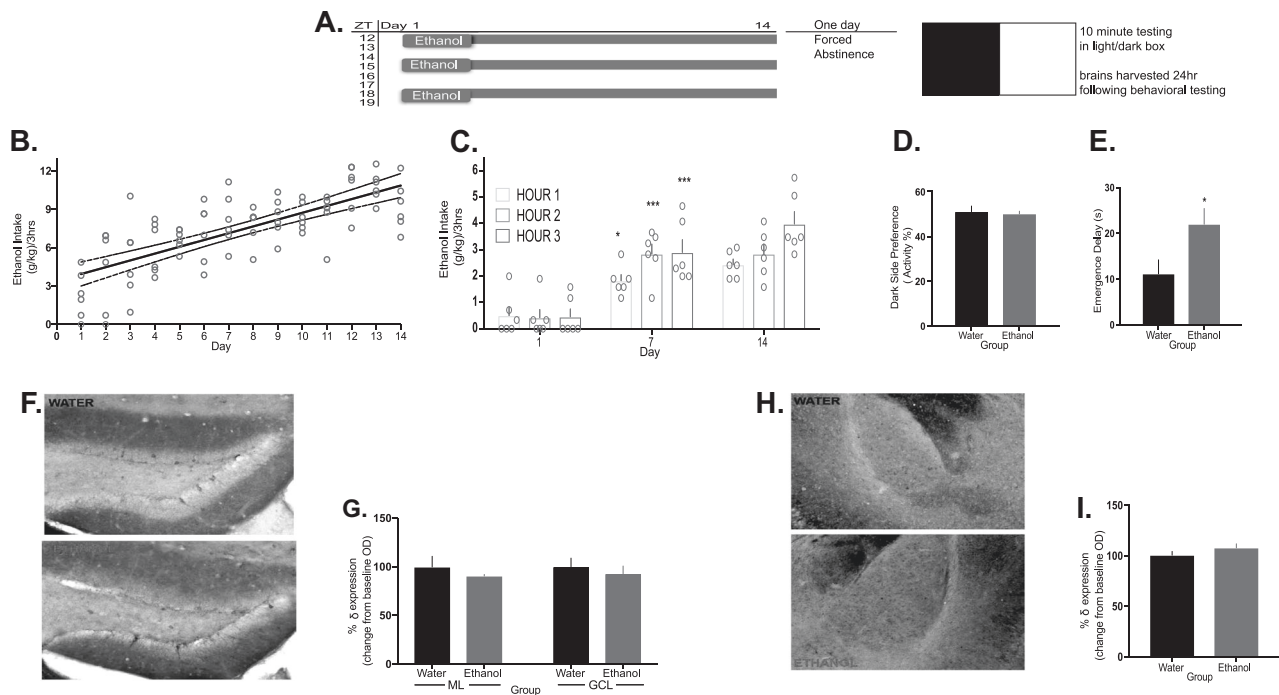 A.
ZT Day 1 14 One day
12
13
14
15
16
17
18
19
Ethanol
Ethanol
Ethanol
Forced
Abstinence
10 minute testing
in light/dark box
brains harvested 24hr
following behavioral testing
B.
Ethanol Intake
(g/kg)/3hrs
12
9
6
3
0
0 1 2 3 4 5 6 7 8 9 10 11 12 13 14
Day
C.
Ethanol Intake
(g/kg)/3hrs
6
5
4
3
2
1
0
HOUR 1
HOUR 2
HOUR 3
*
***
***
1 7 14
Day
D.
Dark Side Preference
( Activity %)
60
40
20
0
Water Ethanol
Group
E.
Emergence Delay (s)
30
20
10
0
*
Water Ethanol
Group
F.
WATER
G.
% δ expression
(change from baseline OD)
150
100
50
0
Water Ethanol Water Ethanol
ML Group GCL
H.
WATER
ETHANOL
I.
% δ expression
(change from baseline OD)
150
100
50
0
Water Ethanol
Group